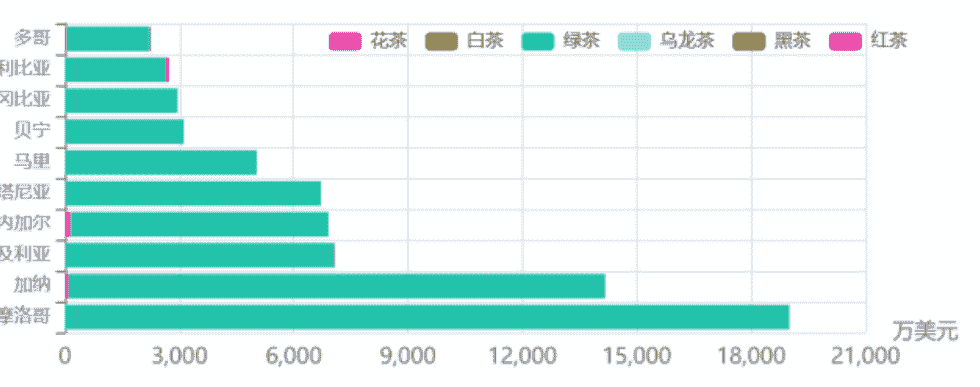 多哥
花茶 白茶 绿茶 乌龙茶 黑茶 红茶
利比亚
冈比亚
贝宁
马里
塔尼亚
内加尔
及利亚
加纳
摩洛哥
万美元
0 3,000 6,000 9,000 12,000 15,000 18,000 21,000